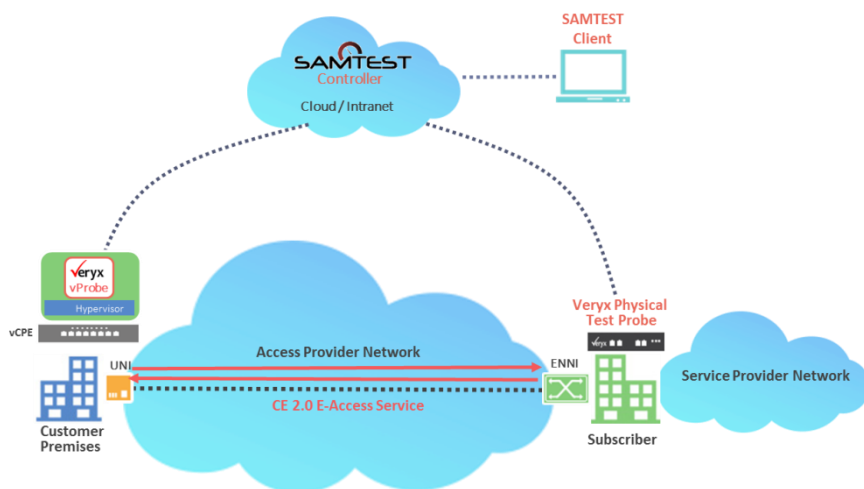 SAMTEST
Client
SAMTEST
Controller
Cloud / Intranet
veryx
vProbe
Hypervisor
vCPE
Veryx Physical
Test Probe
veryx
UNI
Access Provider Network
ENNI
Service Provider Network
CE 2.0 E-Access Service
Customer
Premises
Subscriber